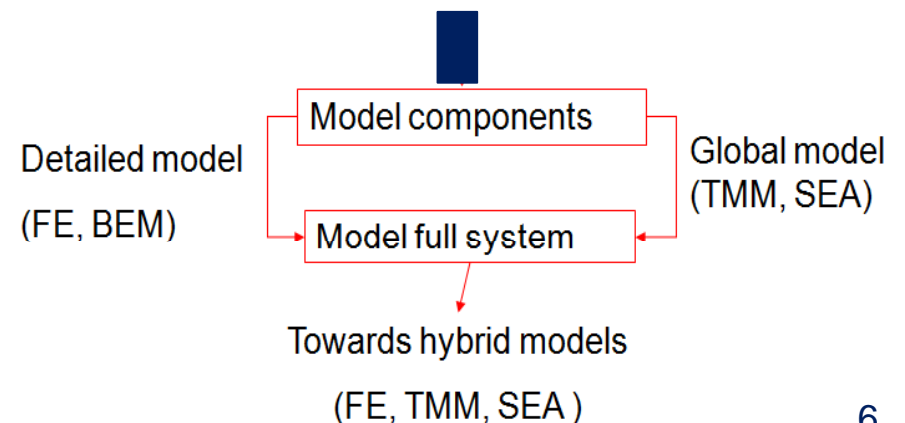 Model components
Detailed model
(FE, BEM)
Global model
(TMM, SEA)
Model full system
Towards hybrid models
(FE, TMM, SEA )
6